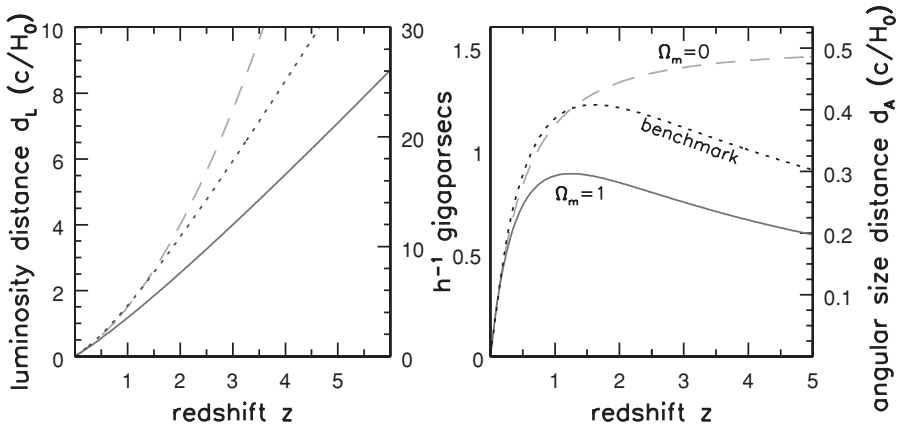 luminosity distance d_L (c/H_0)
10
8
6
4
2
0
1 2 3 4 5
redshift z
30
20
10
0
h⁻¹ gigaparsecs
1.5
1
0.5
0
Ω_m=0
benchmark
Ω_m=1
1 2 3 4 5
redshift z
0.5
0.4
0.3
0.2
0.1
angular size distance d_A (c/H_0)